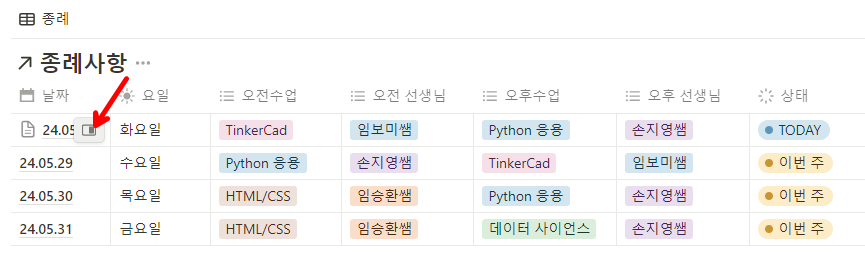 종례
종례사항
날짜 요일 오전수업 오전 선생님 오후수업 오후 선생님 상태
24.05 화요일 TinkerCad 임보미쌤 Python 응용 손지영쌤 TODAY
24.05.29 수요일 Python 응용 손지영쌤 TinkerCad 임보미쌤 이번 주
24.05.30 목요일 HTML/CSS 임승환쌤 Python 응용 손지영쌤 이번 주
24.05.31 금요일 HTML/CSS 임승환쌤 데이터 사이언스 손지영쌤 이번 주